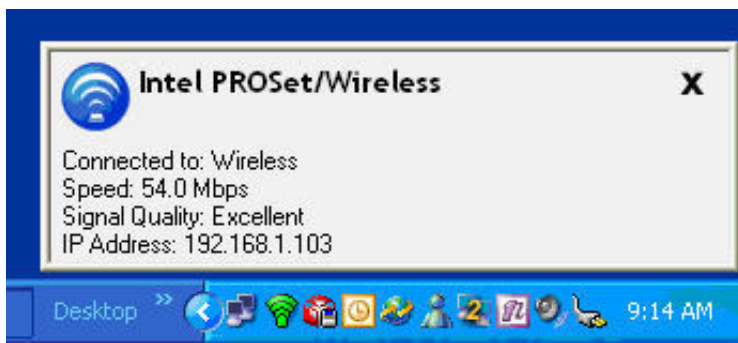 Intel PROSet/Wireless X
Connected to: Wireless
Speed: 54.0 Mbps
Signal Quality: Excellent
IP Address: 192.168.1.103
Desktop » 2 n 9:14 AM